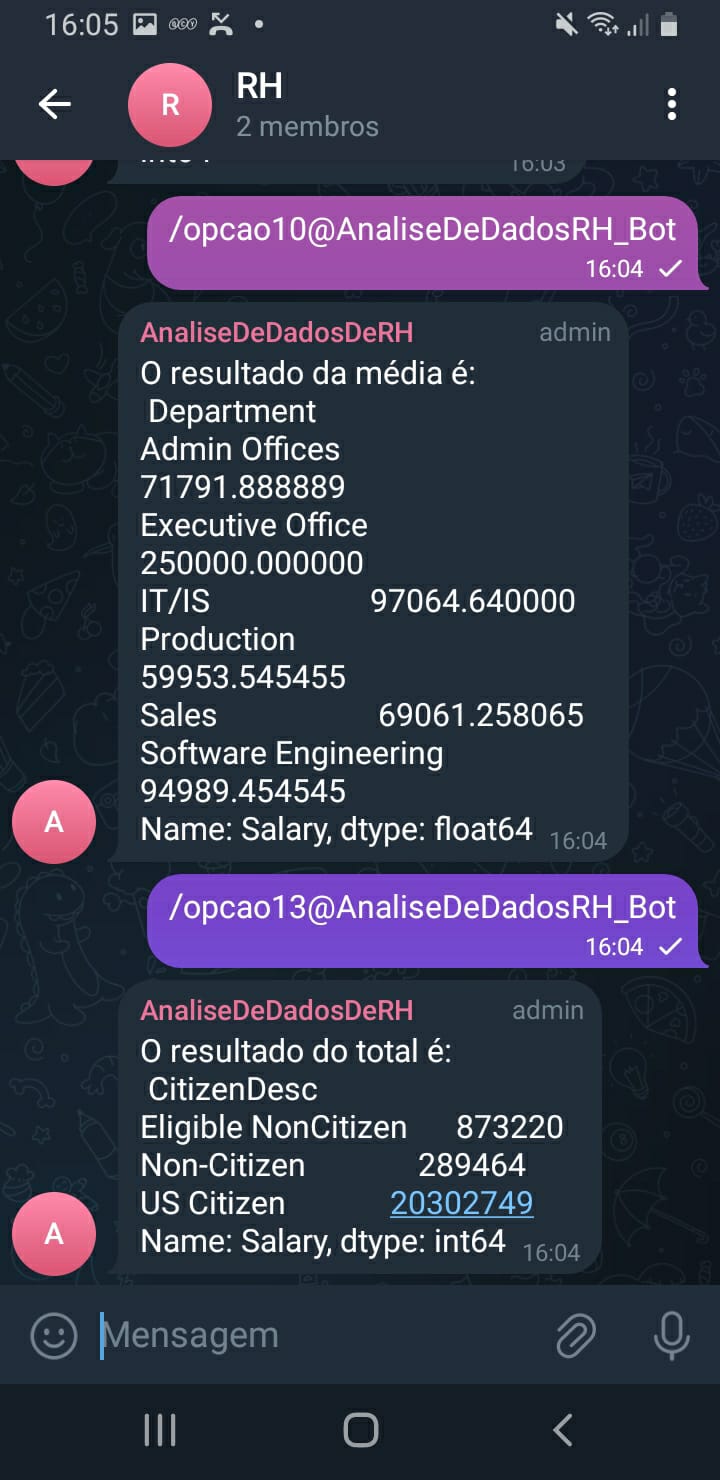 16:05
R
RH
2 membros
16:03
/opcao10@AnaliseDeDadosRH_Bot
16:04
AnaliseDeDadosDeRH admin
O resultado da média é:
Department
Admin Offices
71791.888889
Executive Office
250000.000000
IT/IS 97064.640000
Production
59953.545455
Sales 69061.258065
Software Engineering
94989.454545
Name: Salary, dtype: float64 16:04
A
/opcao13@AnaliseDeDadosRH_Bot
16:04
AnaliseDeDadosDeRH admin
O resultado do total é:
CitizenDesc
Eligible NonCitizen 873220
Non-Citizen 289464
US Citizen 20302749
Name: Salary, dtype: int64 16:04
A
Mensagem